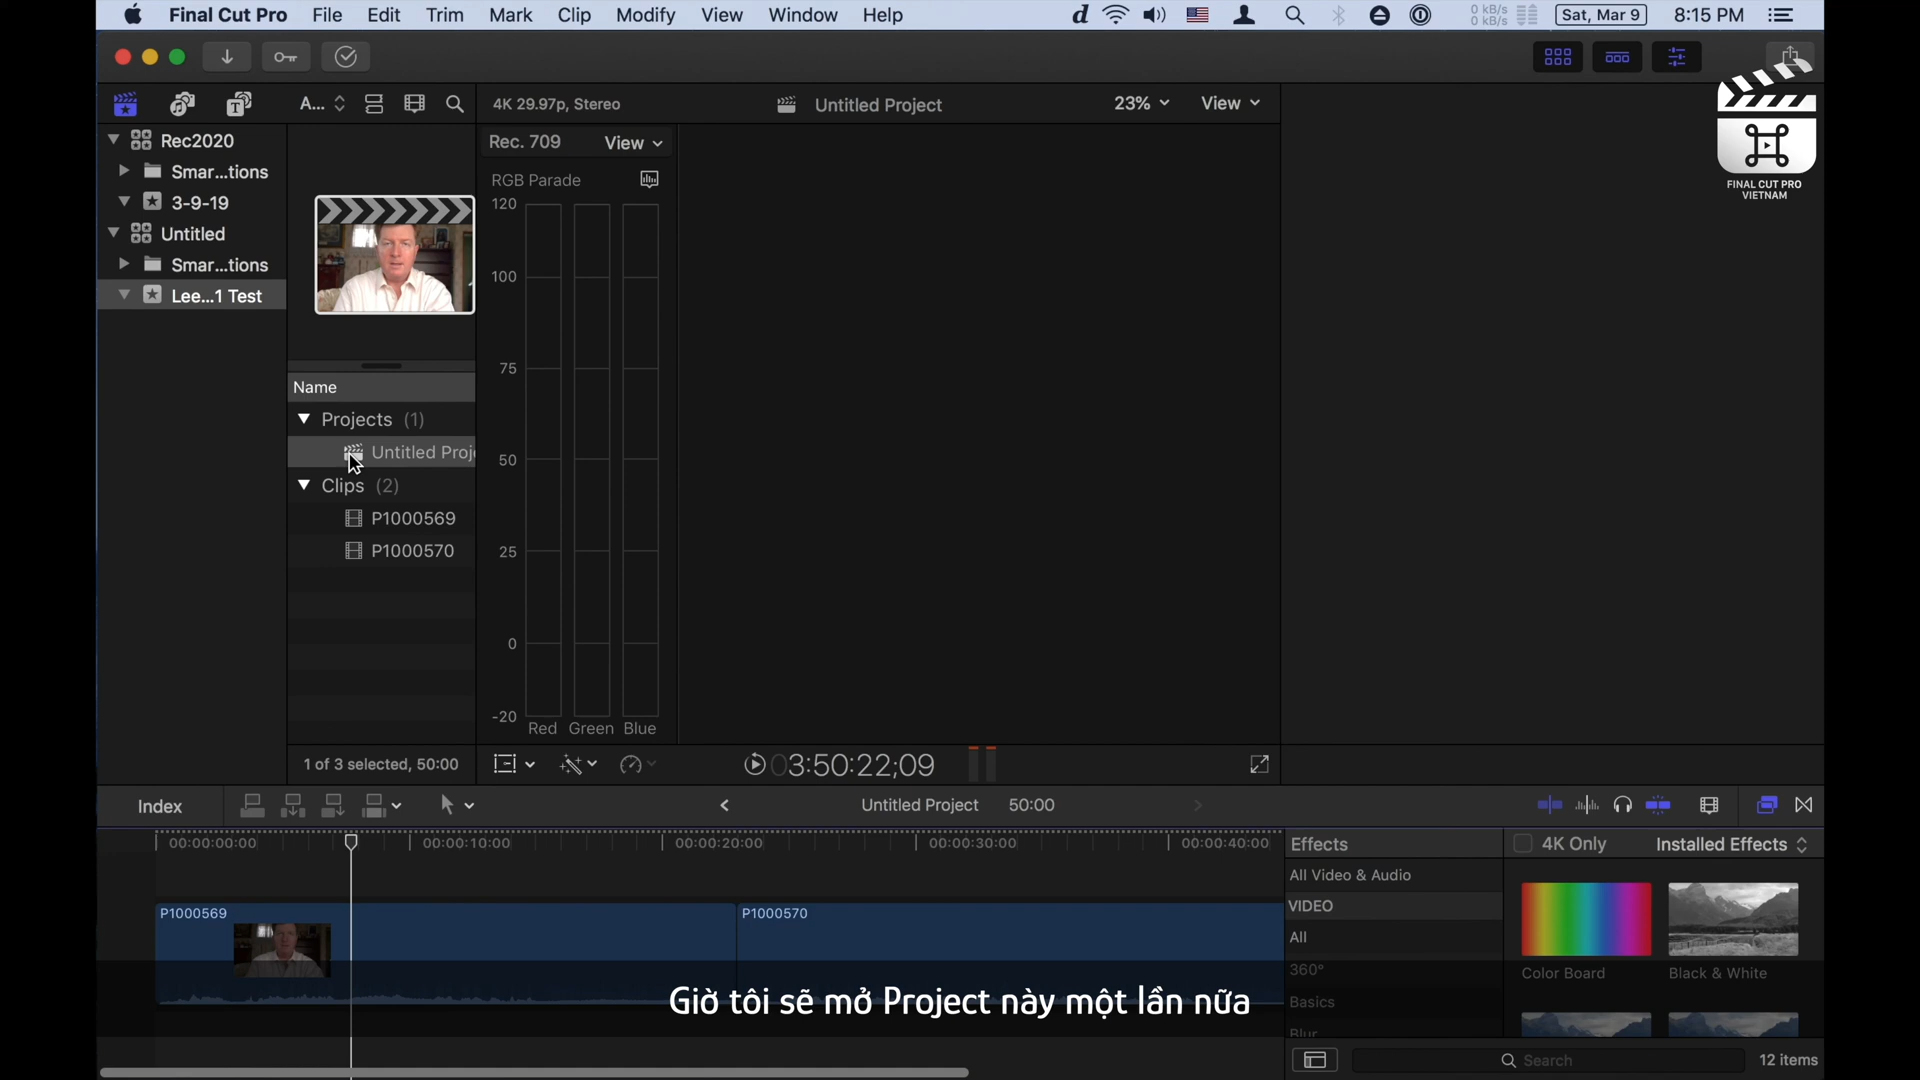 Final Cut Pro File Edit Trim Mark Clip Modify View Window Help
0 kB/s
0 kB/s
Sat, Mar 9 8:15 PM
A...
4K 29.97p, Stereo
Untitled Project
23%
View
FINAL CUT PRO
VIETNAM
Rec2020
Smar...tions
3-9-19
Untitled
Smar...tions
Lee...1 Test
Name
Projects (1)
Untitled Proj
Clips (2)
P1000569
P1000570
1 of 3 selected, 50:00
Rec. 709
View
RGB Parade
120
100
75
50
25
0
-20
Red Green Blue
03:50:22;09
Index
Untitled Project 50:00
00:00:00:00 00:00:10:00 00:00:20:00 00:00:30:00 00:00:40:00
P1000569
P1000570
Effects
4K Only
Installed Effects
All Video & Audio
VIDEO
All
360°
Basics
Blur
Color Board
Black & White
Search
12 items
Giờ tôi sẽ mở Project này một lần nữa